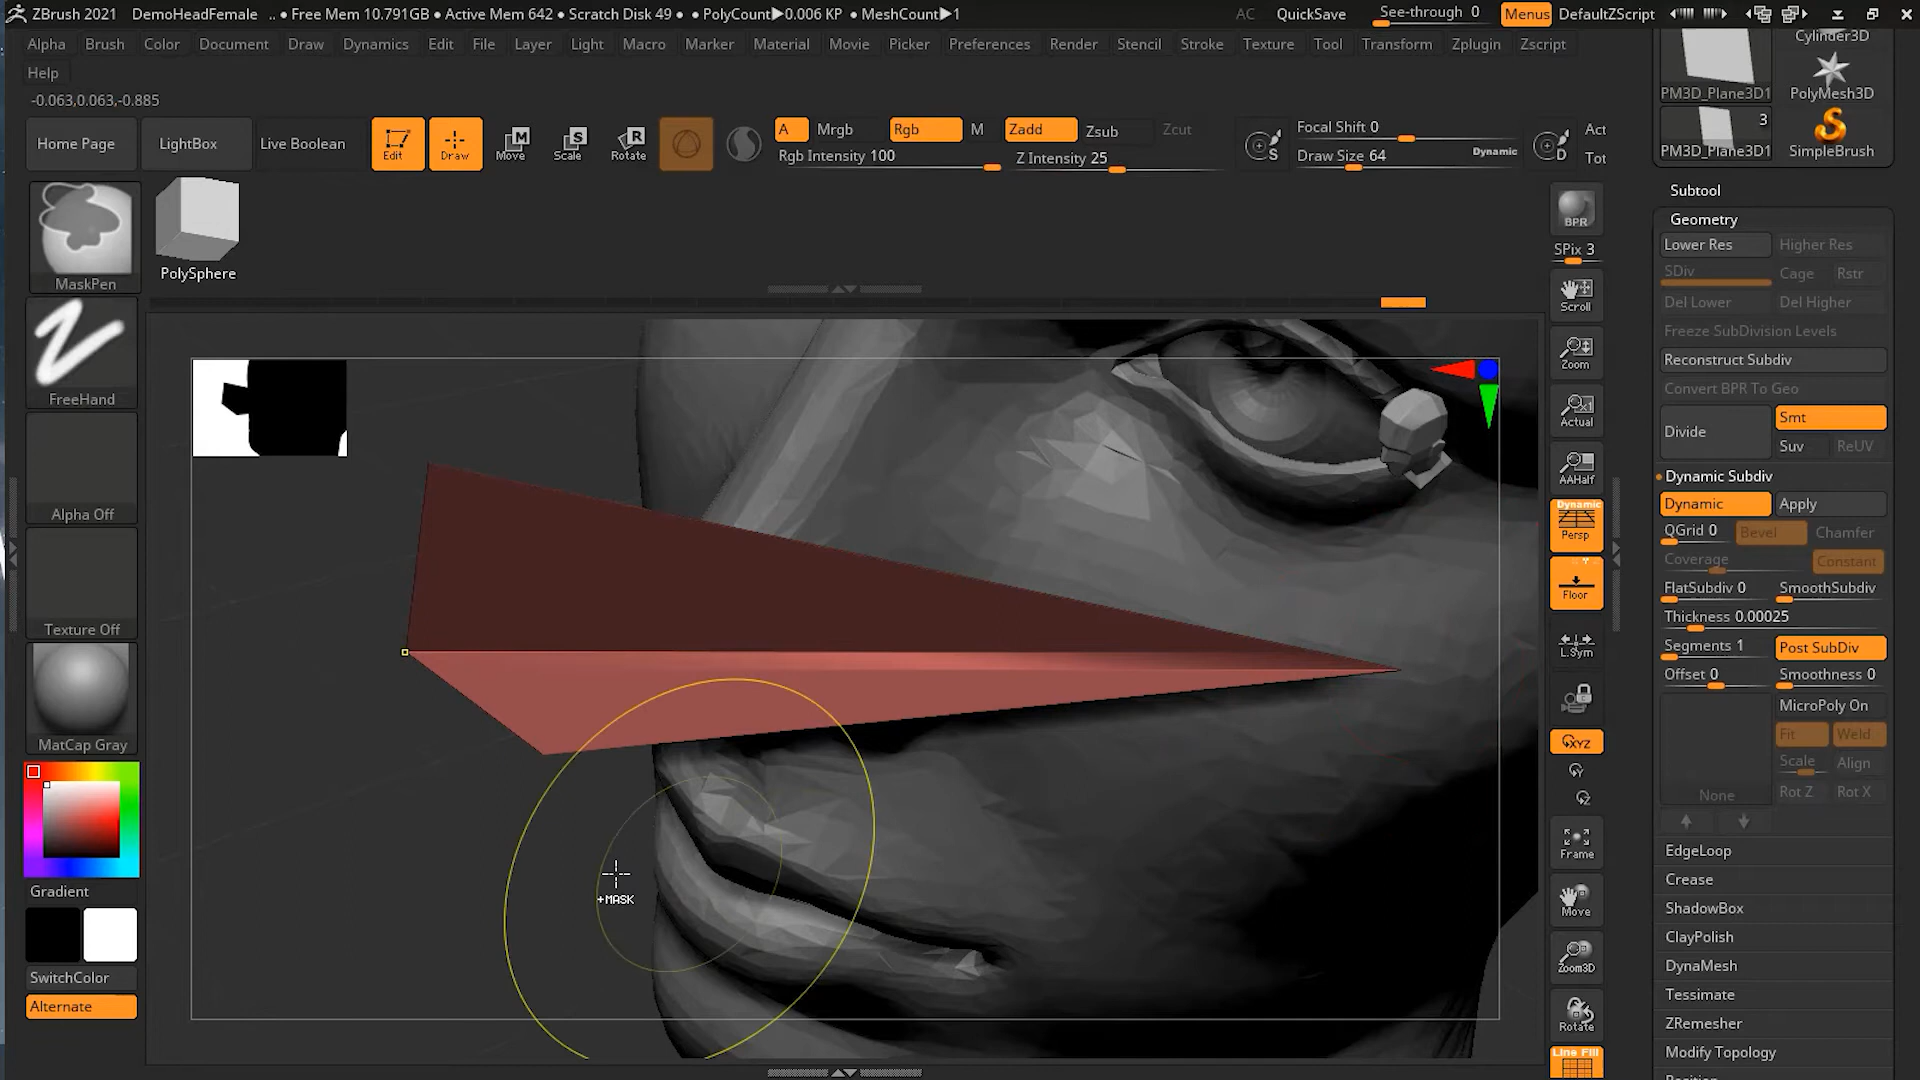 ZBrush 2021 DemoHeadFemale .. • Free Mem 10.791GB • Active Mem 642 • Scratch Disk 49 • • PolyCount▶0.006 KP • MeshCount▶1 AC QuickSave See-through 0 Menus DefaultZScript
Alpha Brush Color Document Draw Dynamics Edit File Layer Light Macro Marker Material Movie Picker Preferences Render Stencil Stroke Texture Tool Transform Zplugin Zscript
Help
-0.063,0.063,-0.885
Home Page LightBox Live Boolean Edit Draw Move Scale Rotate
M S R
A Mrgb Rgb M Zadd Zsub Zcut
Rgb Intensity 100 Z Intensity 25
S Focal Shift 0 D Act
Draw Size 64 Dynamic Tot
MaskPen
PolySphere
FreeHand
Alpha Off
Texture Off
MatCap Gray
Gradient
SwitchColor
Alternate
+MASK
BPR
SPix 3
Scroll
Zoom
Actual
AAHalf
Dynamic
Persp
Floor
L.Sym
XYZ
Y
Z
Frame
Move
Zoom3D
Rotate
Line Fill
Cylinder3D
PM3D_Plane3D1 PolyMesh3D
3
PM3D_Plane3D1 SimpleBrush
Subtool
Geometry
Lower Res Higher Res
SDiv Cage Rstr
Del Lower Del Higher
Freeze SubDivision Levels
Reconstruct Subdiv
Convert BPR To Geo
Divide Smt
Suv ReUV
Dynamic Subdiv
Dynamic Apply
QGrid 0 Bevel Chamfer
Coverage Constant
FlatSubdiv 0 SmoothSubdiv
Thickness 0.00025
Segments 1 Post SubDiv
Offset 0 Smoothness 0
MicroPoly On
Fit Weld
Scale Align
None Rot Z Rot X
EdgeLoop
Crease
ShadowBox
ClayPolish
DynaMesh
Tessimate
ZRemesher
Modify Topology